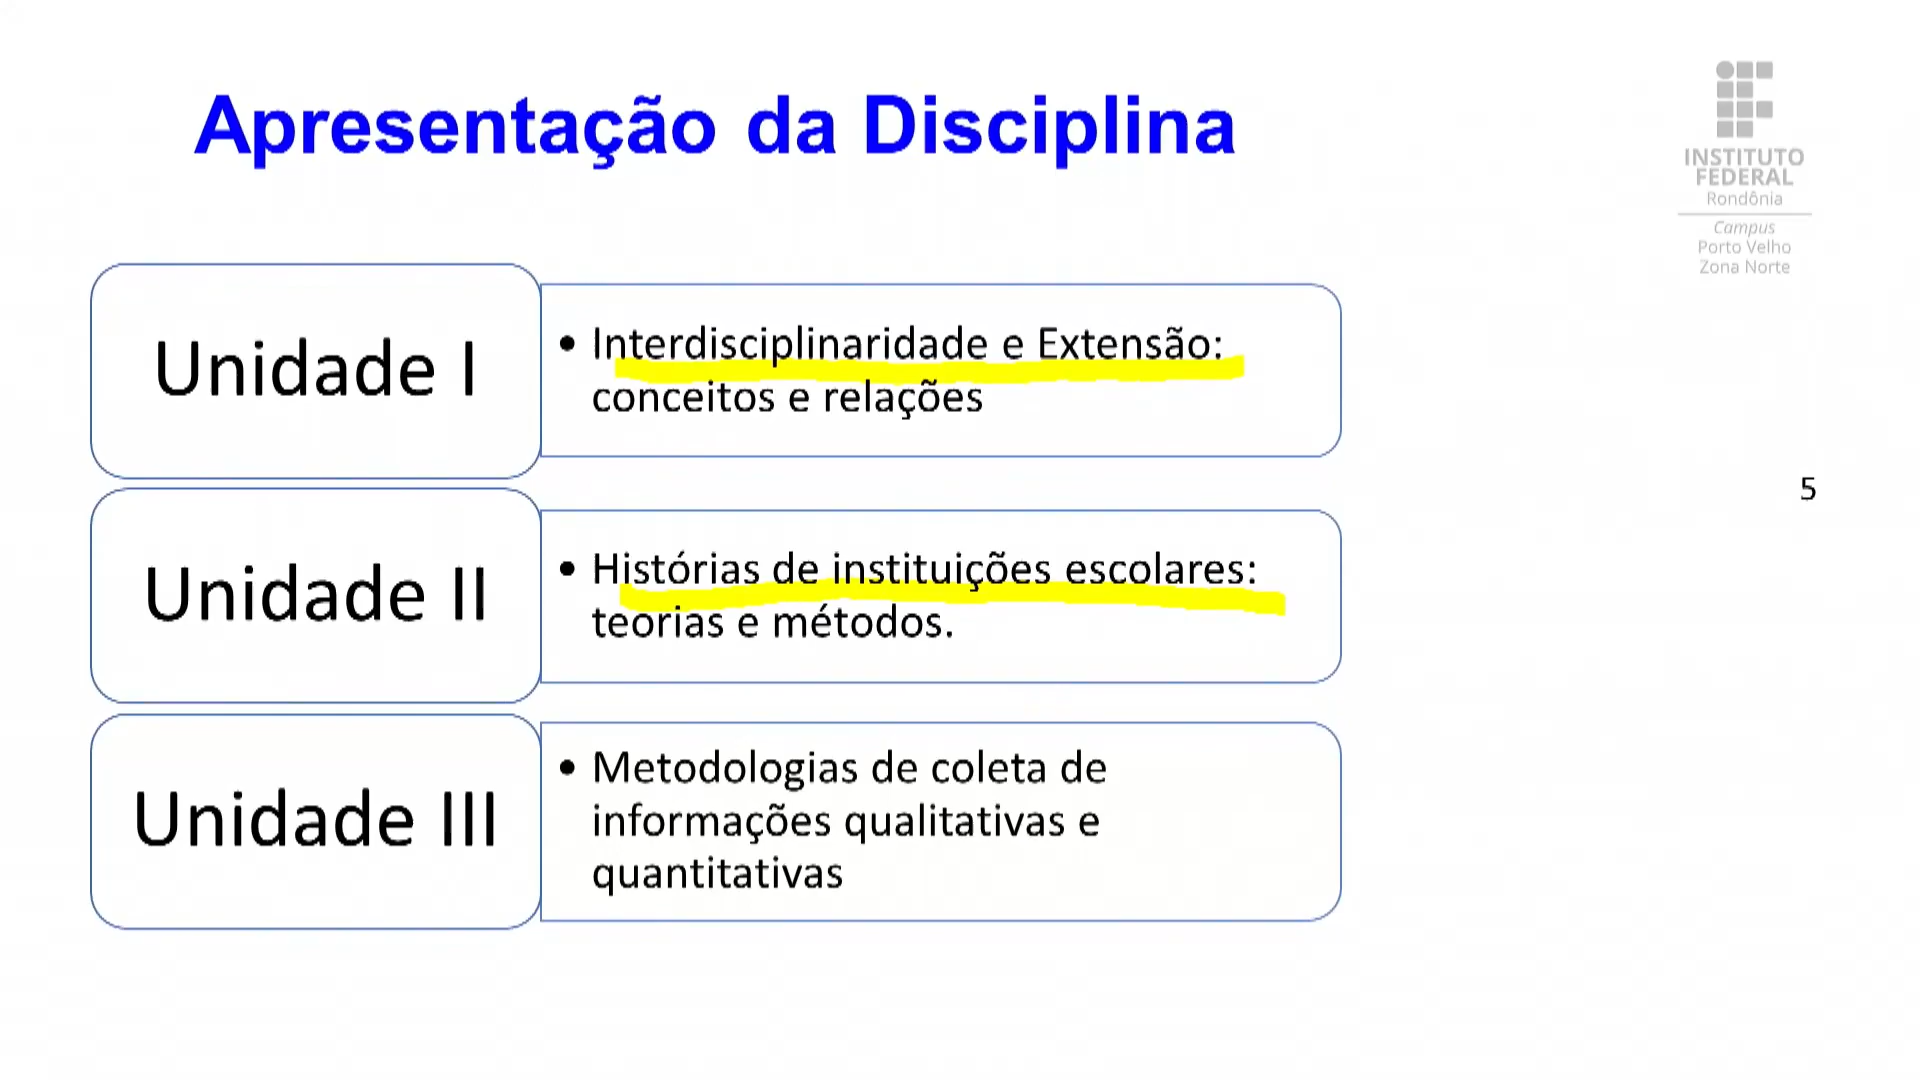 Apresentação da Disciplina
INSTITUTO
FEDERAL
Rondônia
Campus
Porto Velho
Zona Norte
Unidade I
• Interdisciplinaridade e Extensão:
conceitos e relações
5
Unidade II
• Histórias de instituições escolares:
teorias e métodos.
Unidade III
• Metodologias de coleta de
informações qualitativas e
quantitativas